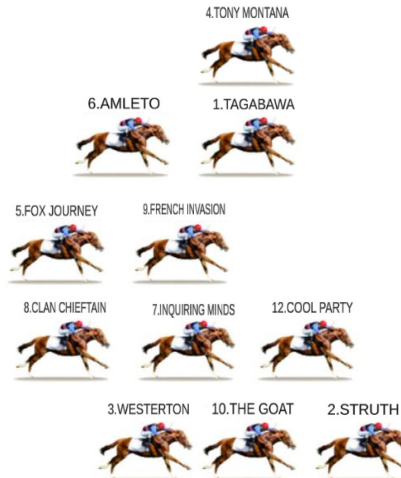 4.TONY MONTANA
6.AMLETO
1.TAGABAWA
5.FOX JOURNEY
9.FRENCH INVASION
8.CLAN CHIEFTAIN
7.INQUIRING MINDS
12.COOL PARTY
3.WESTERTON
10.THE GOAT
2.STRUTH